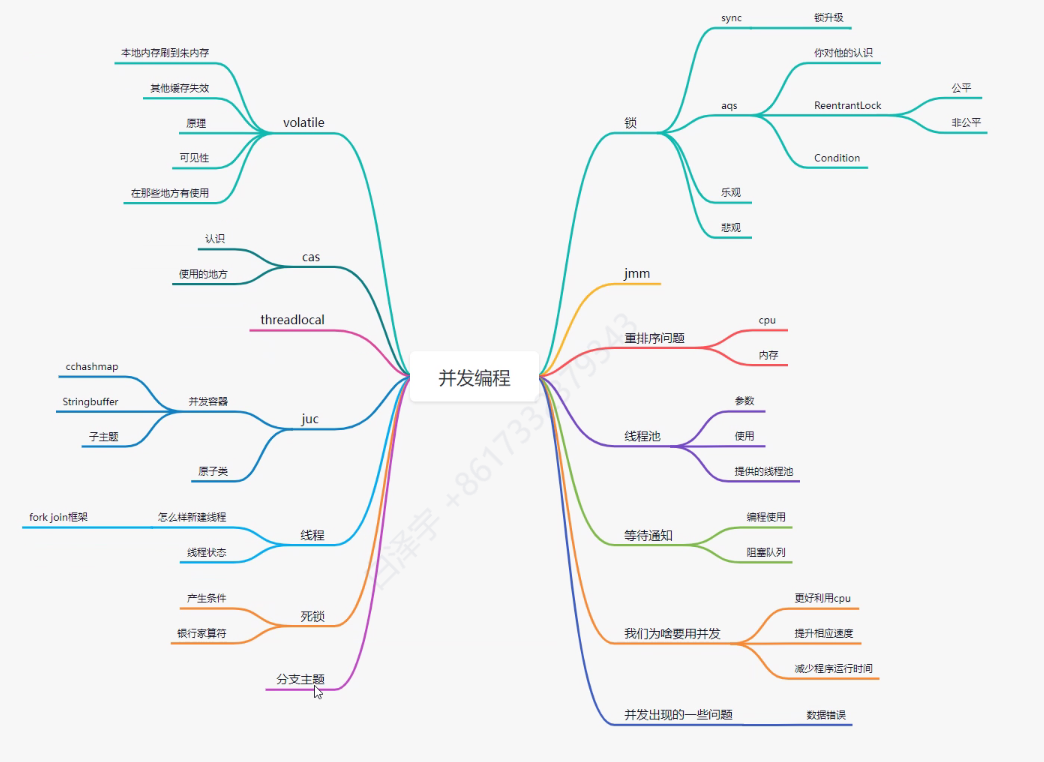 并发编程
锁
sync
锁升级
aqs
你对他的认识
ReentrantLock
公平
非公平
Condition
乐观
悲观
jmm
重排序问题
cpu
内存
线程池
参数
使用
提供的线程池
等待通知
编程使用
阻塞队列
我们为啥要用并发
更好利用cpu
提升相应速度
减少程序运行时间
并发出现的一些问题
数据错误
volatile
本地内存刷到朱内存
其他缓存失效
原理
可见性
在那些地方有使用
cas
认识
使用的地方
threadlocal
juc
并发容器
cchashmap
Stringbuffer
子主题
原子类
线程
怎么样新建线程
fork join框架
线程状态
死锁
产生条件
银行家算符
分支主题